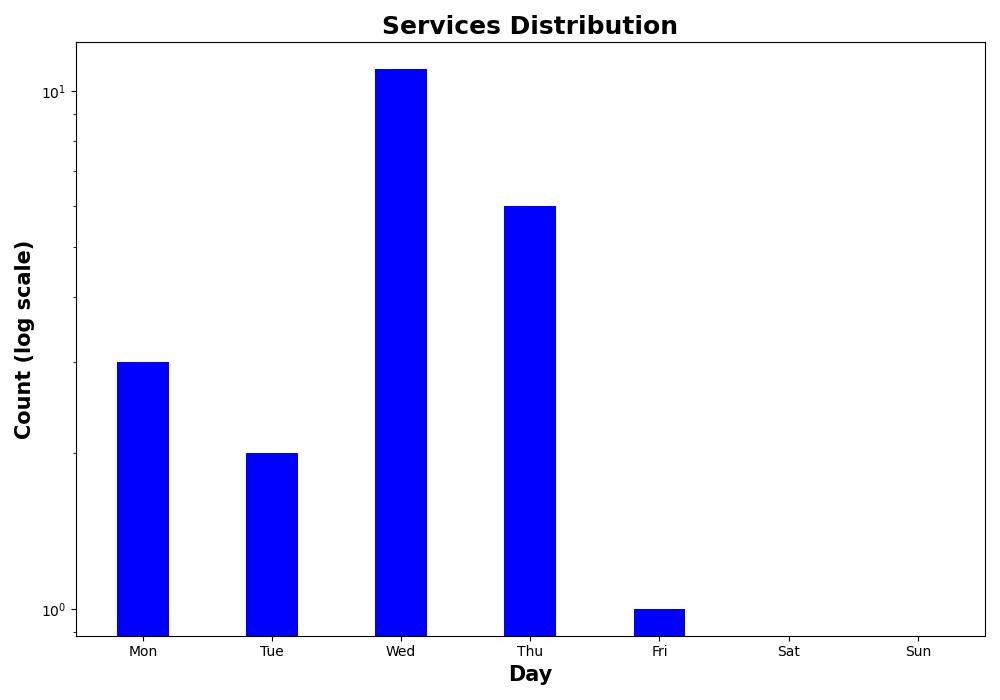 Services Distribution
Count (log scale)
10¹
10⁰
Mon Tue Wed Thu Fri Sat Sun
Day